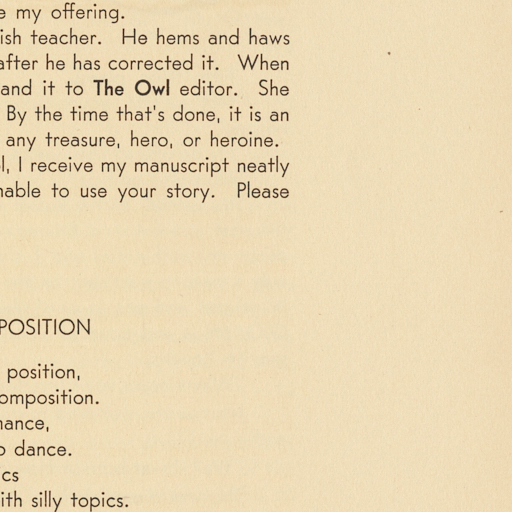 e my offering.
ish teacher. He hems and haws
after he has corrected it. When
and it to The Owl editor. She
By the time that's done, it is an
any treasure, hero, or heroine.
l, I receive my manuscript neatly
nable to use your story. Please
POSITION
position,
omposition.
nance,
o dance.
ics
ith silly topics.